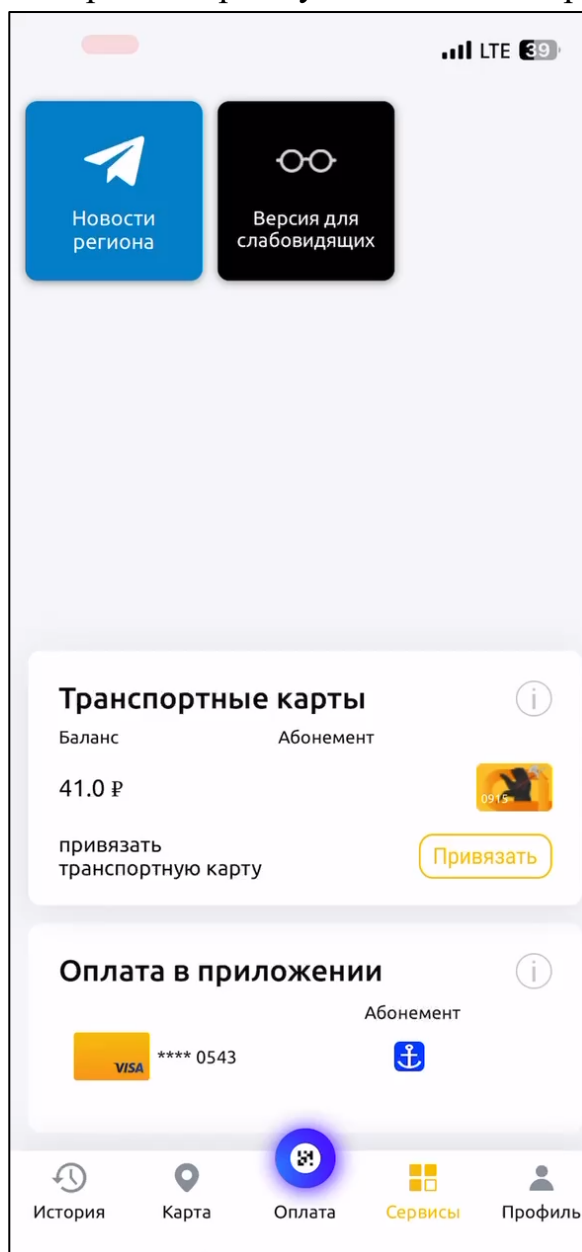 LTE 39
Новости
региона
Версия для
слабовидящих
Транспортные карты
i
Баланс Абонемент
41.0 ₽
0915
привязать
транспортную карту
Привязать
Оплата в приложении
i
Абонемент
VISA **** 0543
История Карта Оплата Сервисы Профиль